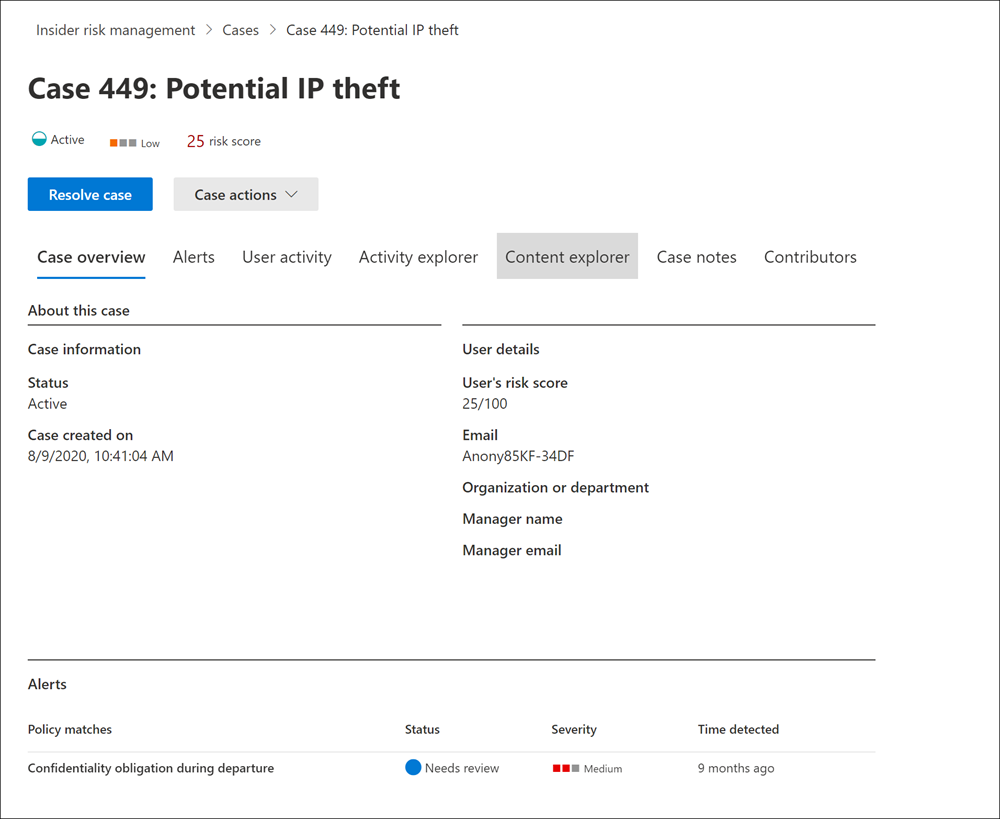 Insider risk management > Cases > Case 449: Potential IP theft
Case 449: Potential IP theft
Active Low 25 risk score
Resolve case Case actions
Case overview Alerts User activity Activity explorer Content explorer Case notes Contributors
About this case
Case information
Status
Active
Case created on
8/9/2020, 10:41:04 AM
User details
User's risk score
25/100
Email
Anony85KF-34DF
Organization or department
Manager name
Manager email
Alerts
Policy matches Status Severity Time detected
Confidentiality obligation during departure Needs review Medium 9 months ago